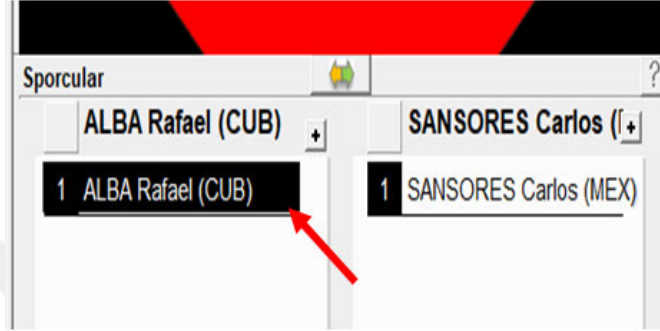 Sporcular
?
ALBA Rafael (CUB) +
SANSORES Carlos ( +
1 ALBA Rafael (CUB)
1 SANSORES Carlos (MEX)